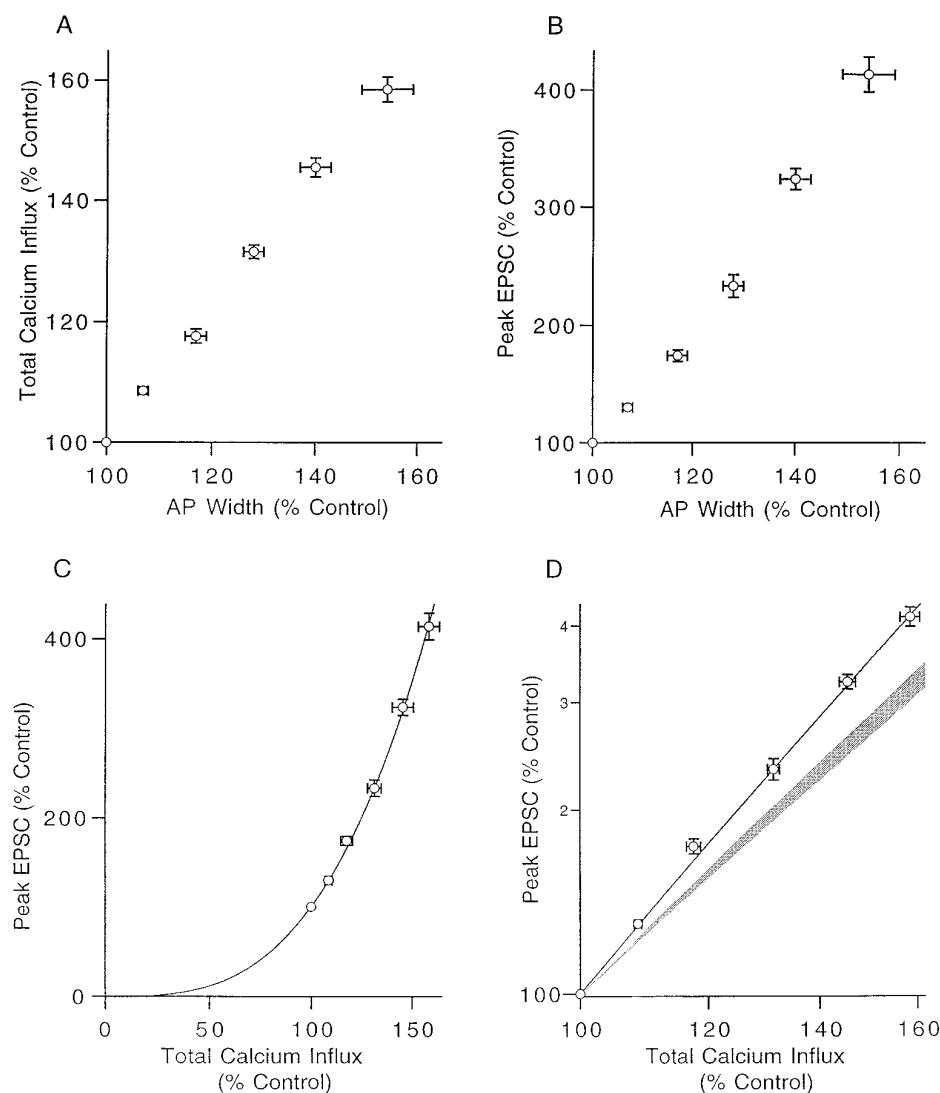 A
Total Calcium Influx (% Control)
160
140
120
100
100 120 140 160
AP Width (% Control)
B
Peak EPSC (% Control)
400
300
200
100
100 120 140 160
AP Width (% Control)
C
Peak EPSC (% Control)
400
200
0
0 50 100 150
Total Calcium Influx
(% Control)
D
Peak EPSC (% Control)
4
3
2
100
100 120 140 160
Total Calcium Influx
(% Control)